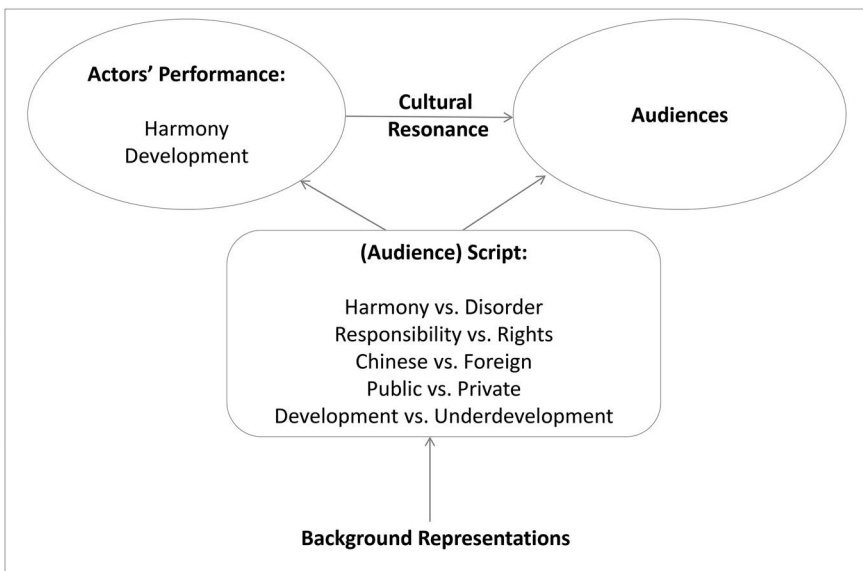 Actors’ Performance:
Harmony
Development
Cultural
Resonance
Audiences
(Audience) Script:
Harmony vs. Disorder
Responsibility vs. Rights
Chinese vs. Foreign
Public vs. Private
Development vs. Underdevelopment
Background Representations